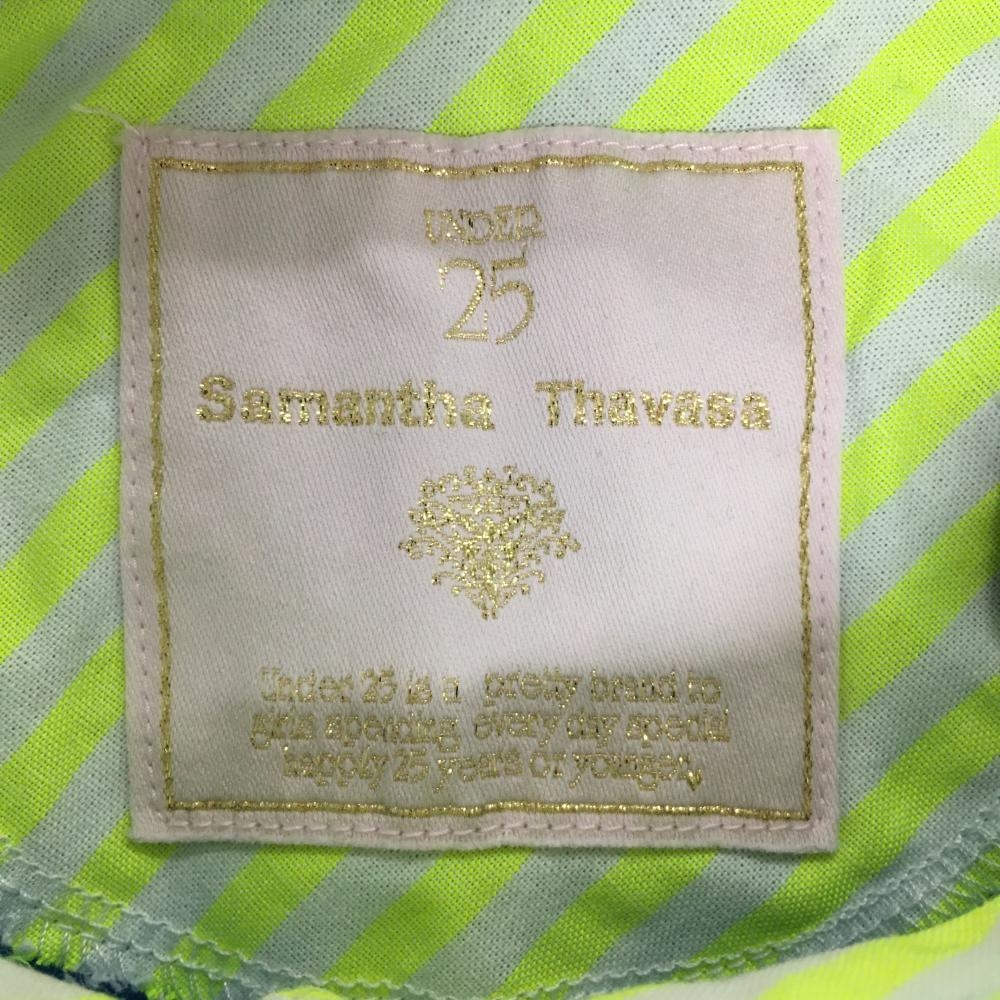 UNDER
25
Samantha Thavasa
Under 25 is a pretty brand to
girls spending every day special
happly 25 years or younger,